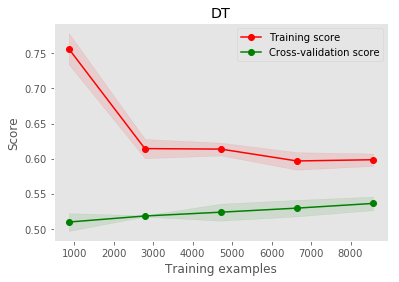 DT
Training score
Cross-validation score
Score
0.75
0.70
0.65
0.60
0.55
0.50
1000 2000 3000 4000 5000 6000 7000 8000
Training examples